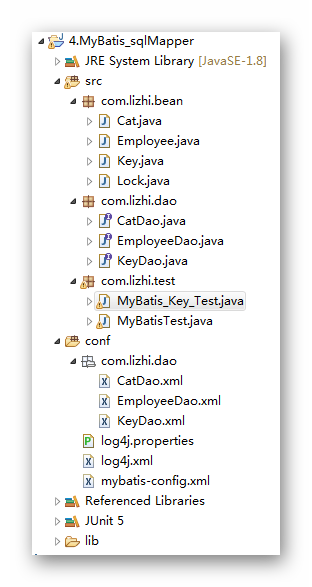 4.MyBatis_sqlMapper
JRE System Library [JavaSE-1.8]
src
com.lizhi.bean
Cat.java
Employee.java
Key.java
Lock.java
com.lizhi.dao
CatDao.java
EmployeeDao.java
KeyDao.java
com.lizhi.test
MyBatis_Key_Test.java
MyBatisTest.java
conf
com.lizhi.dao
CatDao.xml
EmployeeDao.xml
KeyDao.xml
log4j.properties
log4j.xml
mybatis-config.xml
Referenced Libraries
JUnit 5
lib